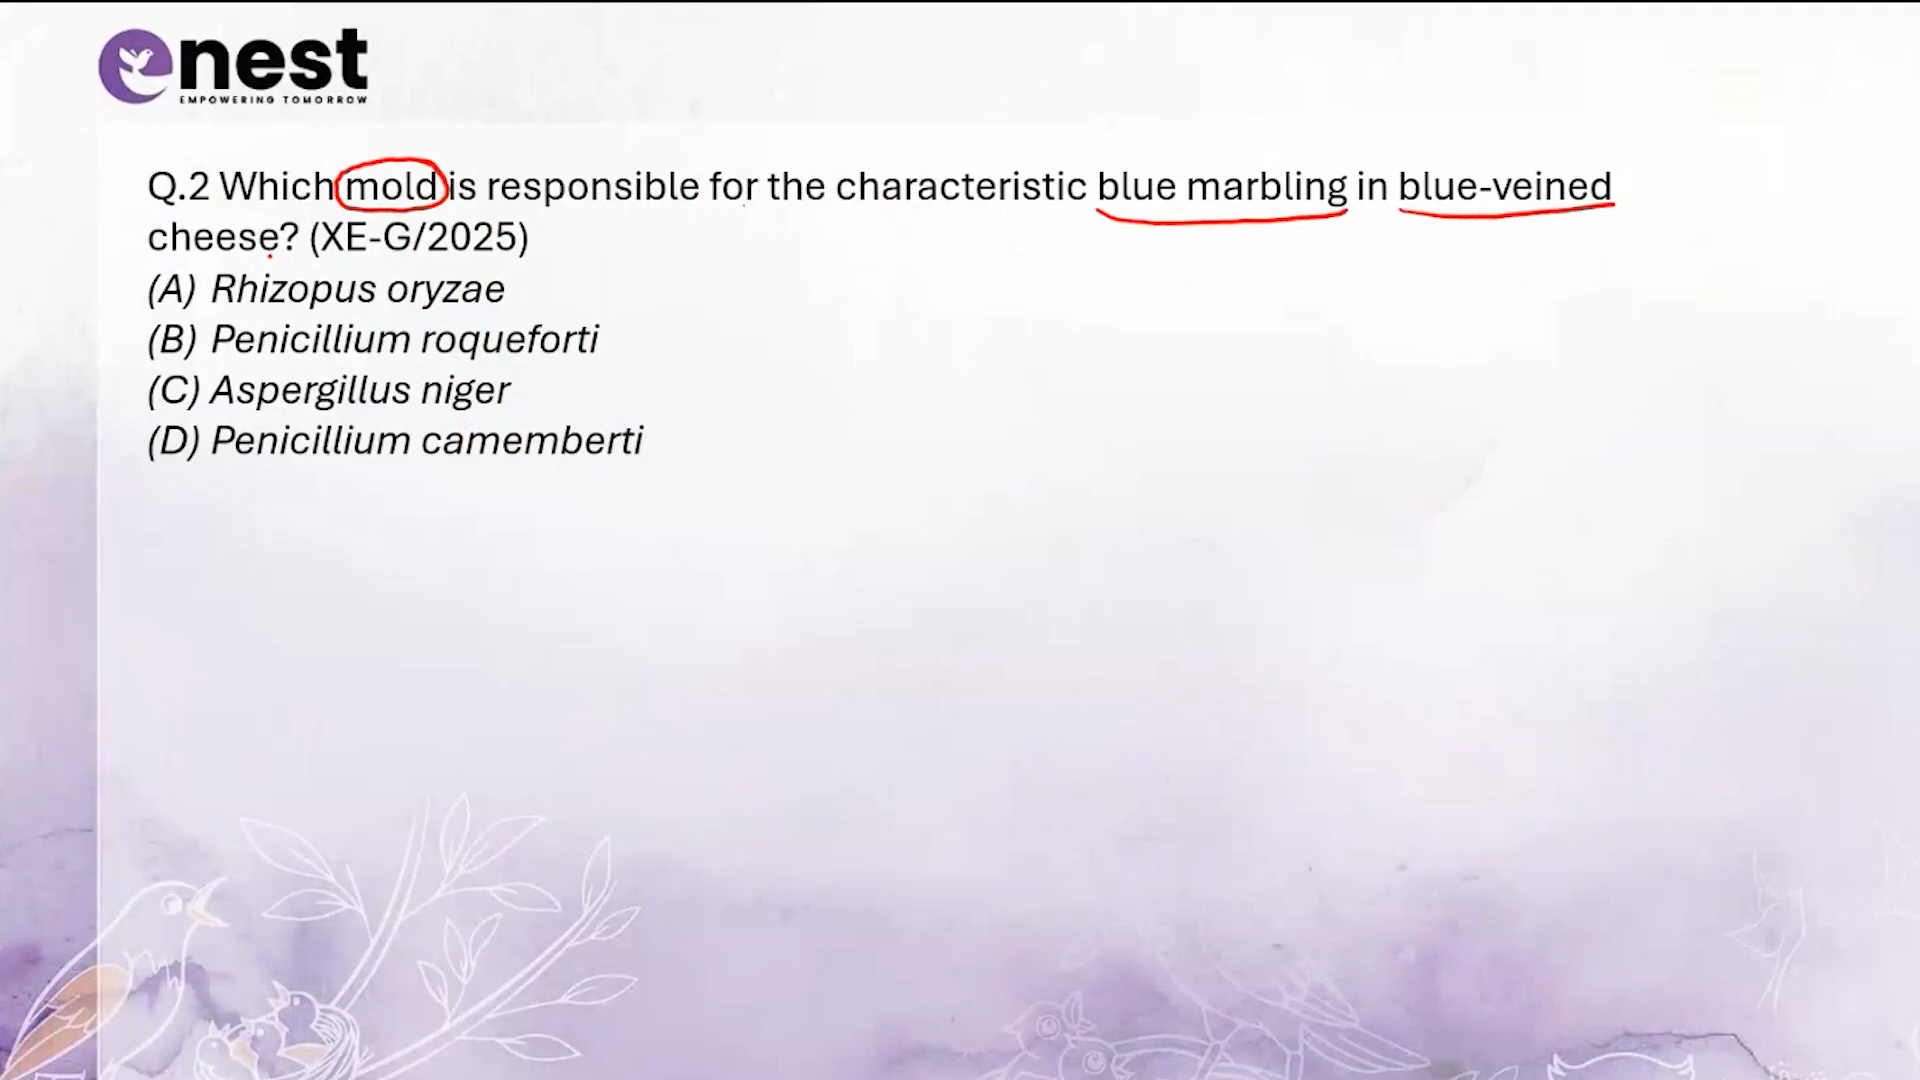 nest
EMPOWERING TOMORROW
Q.2 Which mold is responsible for the characteristic blue marbling in blue-veined
cheese? (XE-G/2025)
(A) Rhizopus oryzae
(B) Penicillium roqueforti
(C) Aspergillus niger
(D) Penicillium camemberti